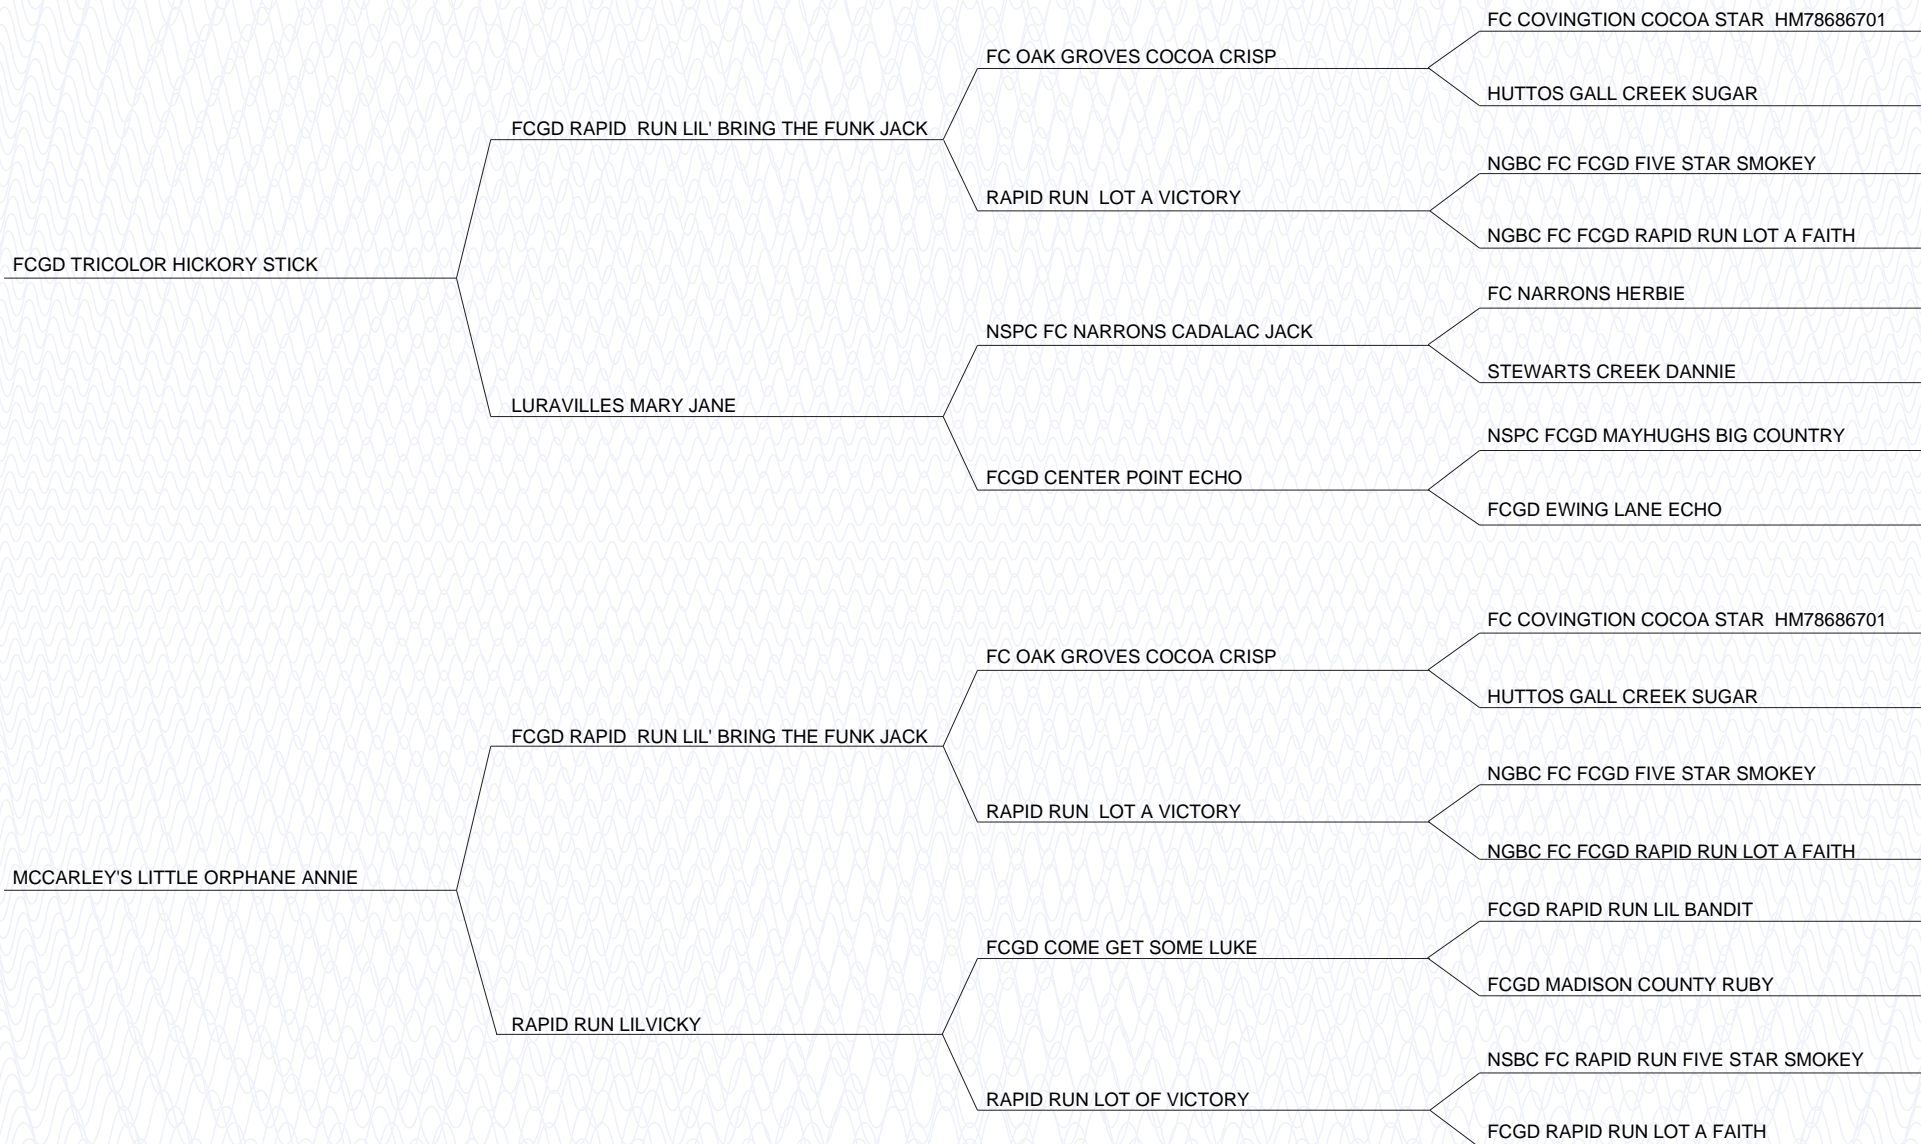 FC COVINGTION COCOA STAR  HM78686701
FC OAK GROVES COCOA CRISP
HUTTOS GALL CREEK SUGAR
FCGD RAPID  RUN LIL' BRING THE FUNK JACK
NGBC FC FCGD FIVE STAR SMOKEY
RAPID RUN  LOT A VICTORY
NGBC FC FCGD RAPID RUN LOT A FAITH
FCGD TRICOLOR HICKORY STICK
FC NARRONS HERBIE
NSPC FC NARRONS CADALAC JACK
STEWARTS CREEK DANNIE
LURAVILLES MARY JANE
NSPC FCGD MAYHUGHS BIG COUNTRY
FCGD CENTER POINT ECHO
FCGD EWING LANE ECHO
FC COVINGTION COCOA STAR  HM78686701
FC OAK GROVES COCOA CRISP
HUTTOS GALL CREEK SUGAR
FCGD RAPID  RUN LIL' BRING THE FUNK JACK
NGBC FC FCGD FIVE STAR SMOKEY
RAPID RUN  LOT A VICTORY
NGBC FC FCGD RAPID RUN LOT A FAITH
MCCARLEY'S LITTLE ORPHANE ANNIE
FCGD RAPID RUN LIL BANDIT
FCGD COME GET SOME LUKE
FCGD MADISON COUNTY RUBY
RAPID RUN LILVICKY
NSBC FC RAPID RUN FIVE STAR SMOKEY
RAPID RUN LOT OF VICTORY
FCGD RAPID RUN LOT A FAITH